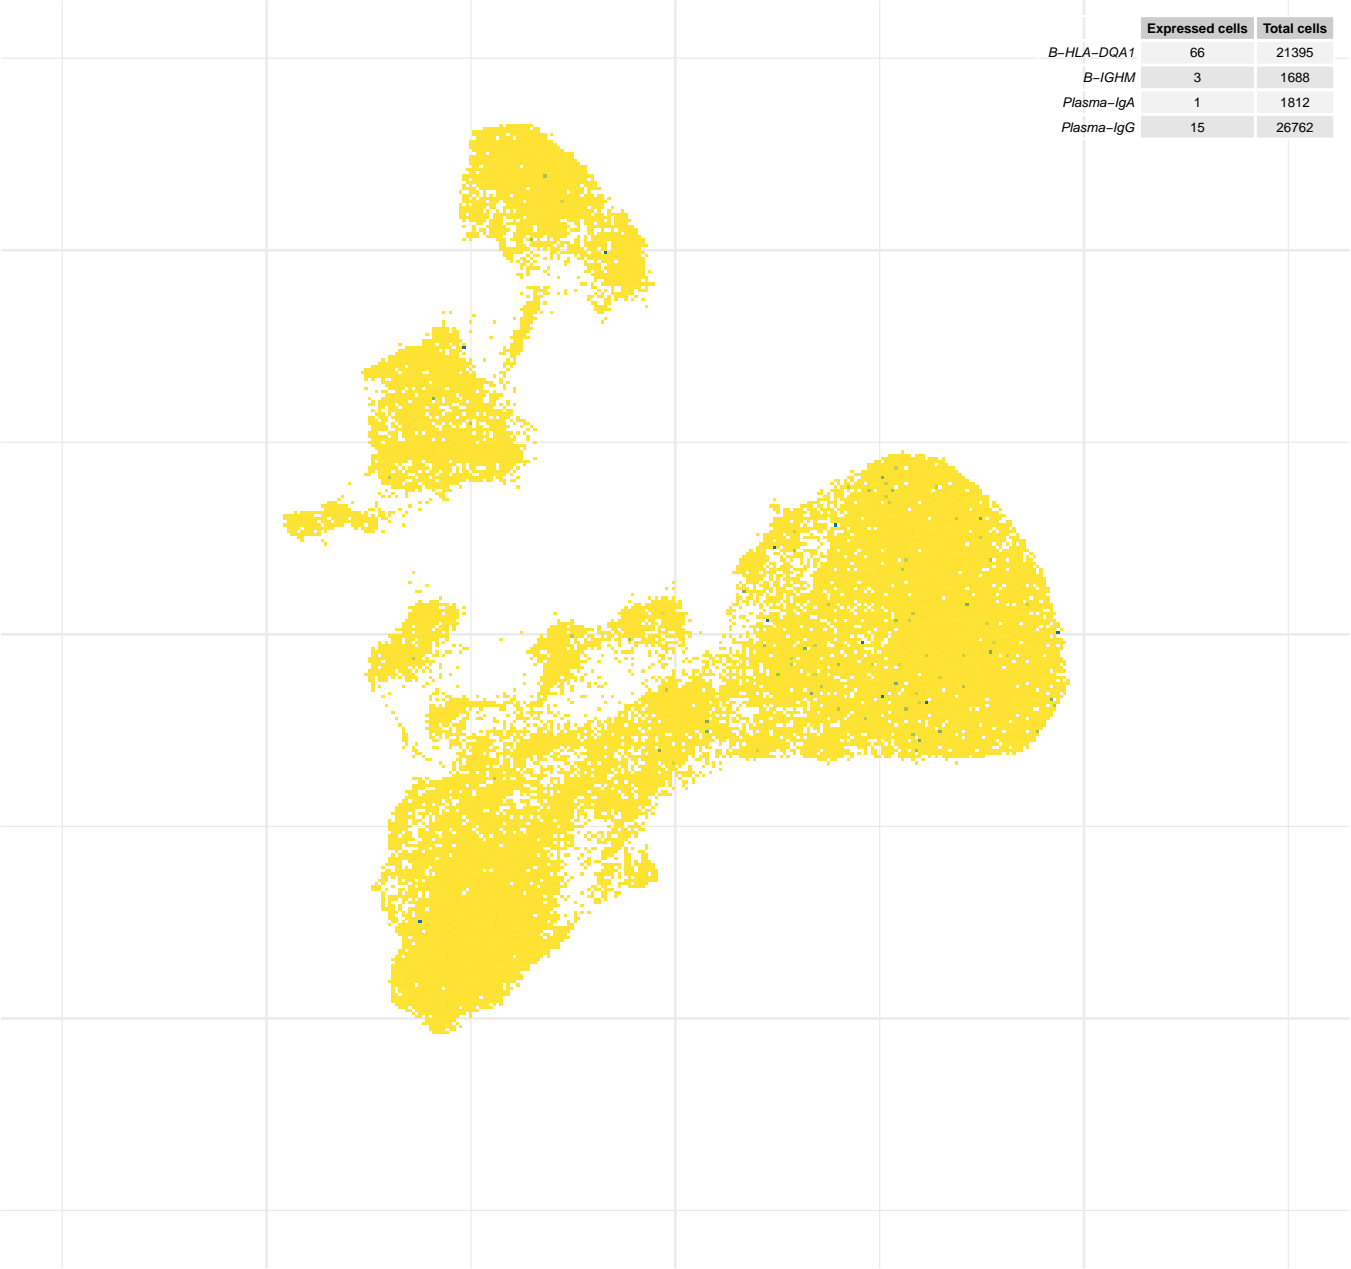 Expressed cells Total cells
B−HLA−DQA1 66 21395
B−IGHM 3 1688
Plasma−IgA 1 1812
Plasma−IgG 15 26762